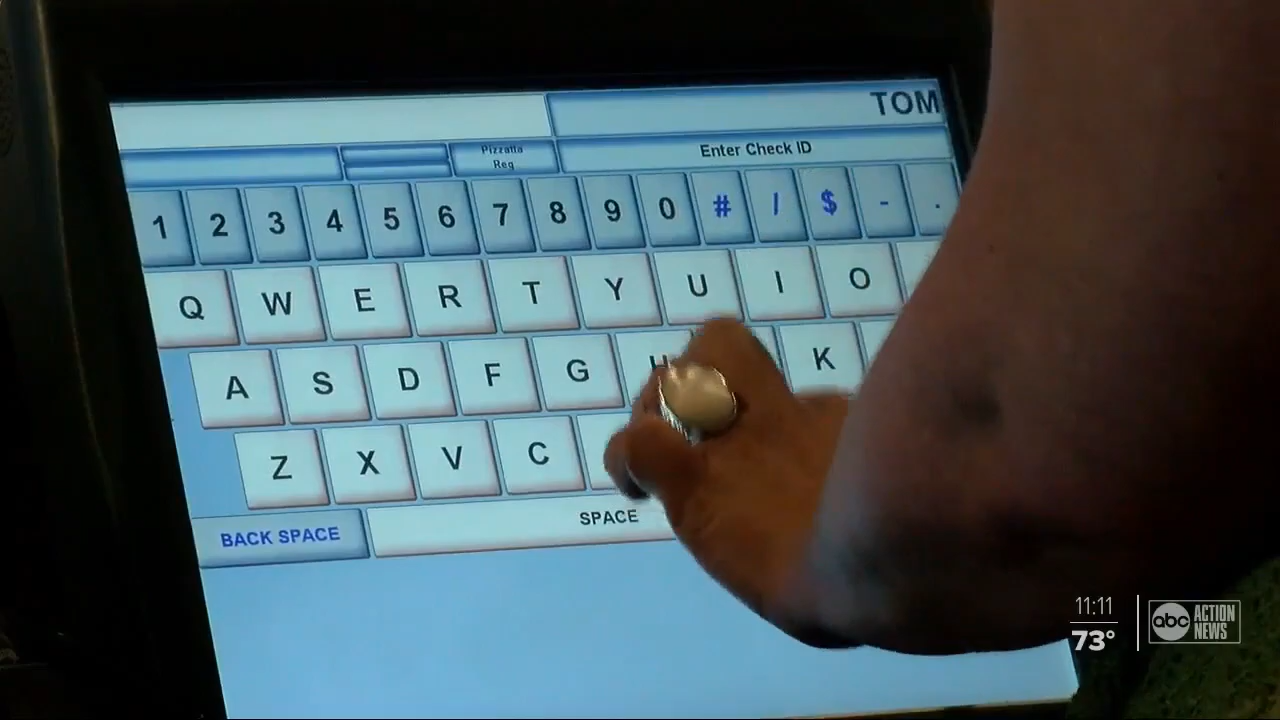 TOM
Pizzatta
Reg
Enter Check ID
1 2 3 4 5 6 7 8 9 0 # / $ - .
Q W E R T Y U I O
A S D F G H K
Z X V C
BACK SPACE SPACE
11:11
73°
abc ACTION
NEWS